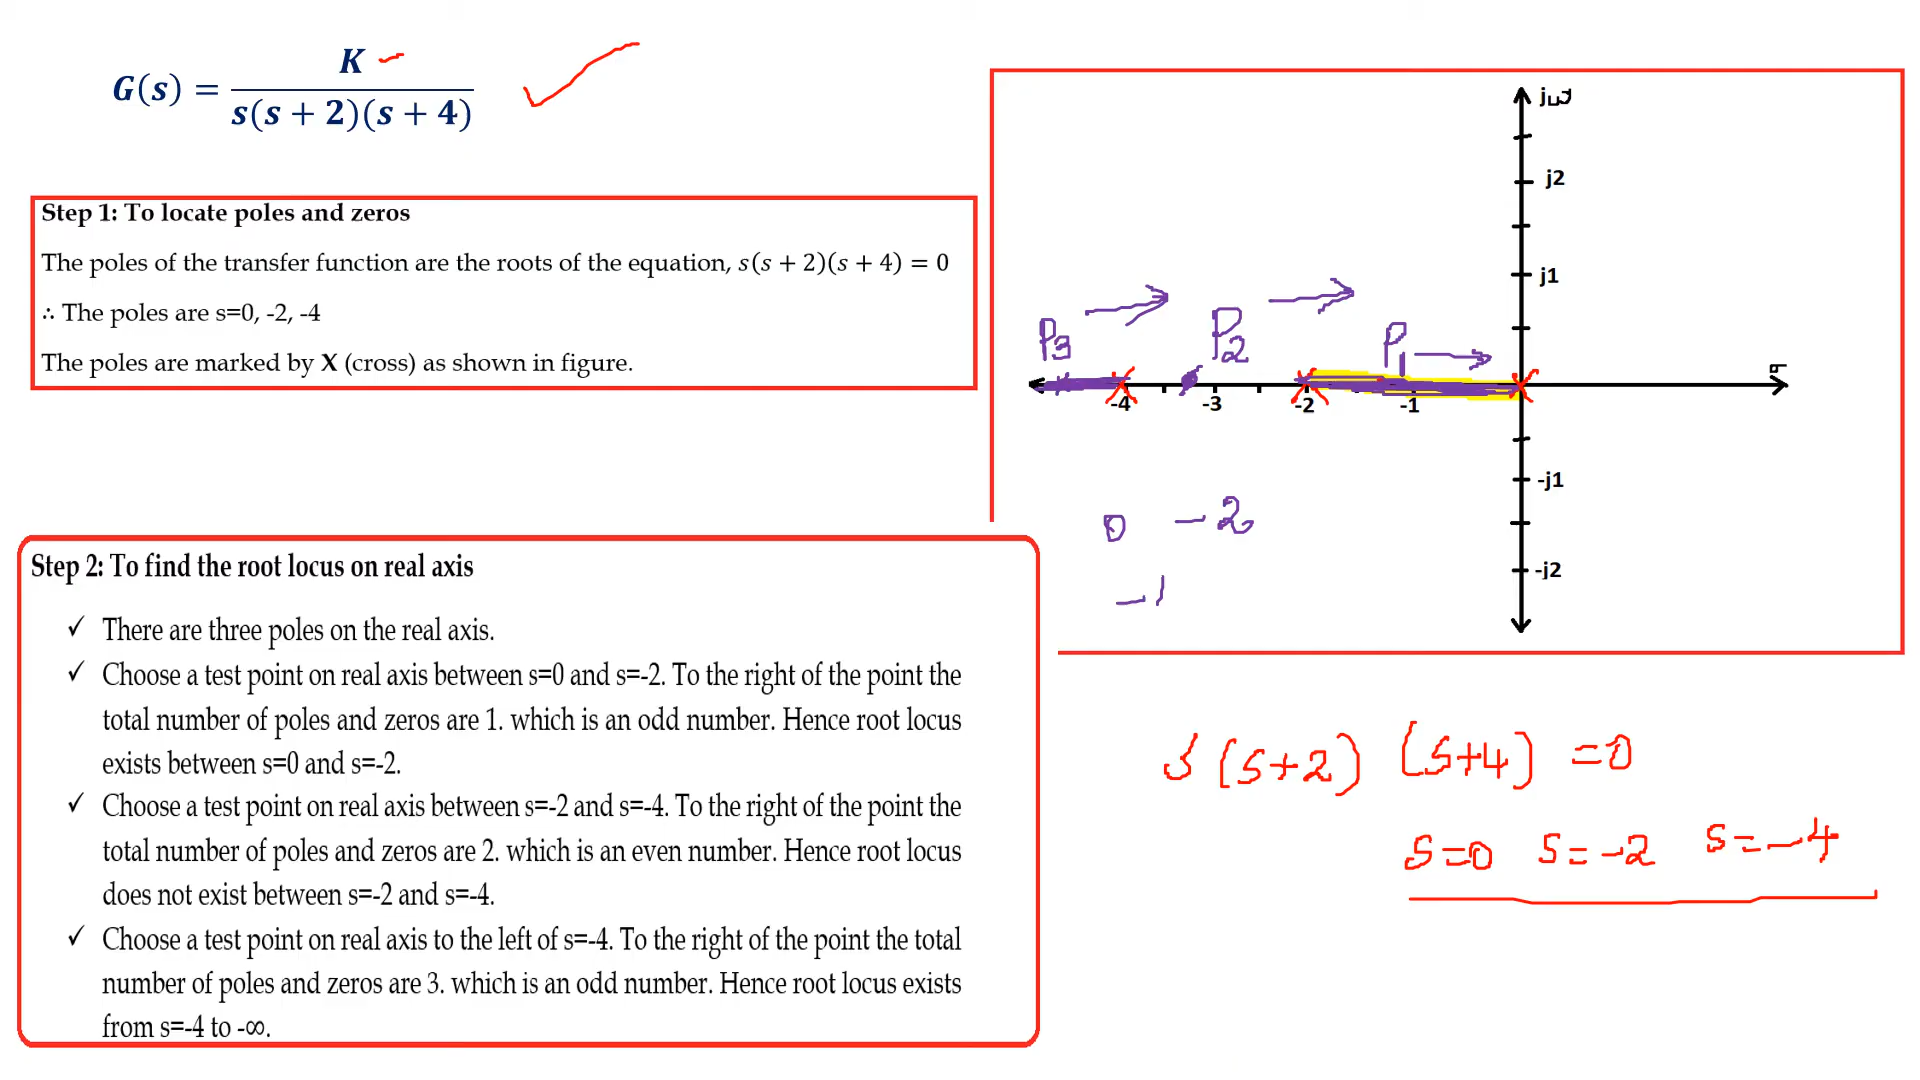 G(s) = K / s(s + 2)(s + 4)
Step 1: To locate poles and zeros
The poles of the transfer function are the roots of the equation, s(s + 2)(s + 4) = 0
∴ The poles are s=0, -2, -4
The poles are marked by X (cross) as shown in figure.
Step 2: To find the root locus on real axis
✓ There are three poles on the real axis.
✓ Choose a test point on real axis between s=0 and s=-2. To the right of the point the
total number of poles and zeros are 1. which is an odd number. Hence root locus
exists between s=0 and s=-2.
✓ Choose a test point on real axis between s=-2 and s=-4. To the right of the point the
total number of poles and zeros are 2. which is an even number. Hence root locus
does not exist between s=-2 and s=-4.
✓ Choose a test point on real axis to the left of s=-4. To the right of the point the total
number of poles and zeros are 3. which is an odd number. Hence root locus exists
from s=-4 to -∞.
jω
j2
j1
P3 P2 P1
σ
-4 -3 -2 -1
-j1
0 -2
-j2
-1
s (s+2) (s+4) =0
s=0 s=-2 s=-4